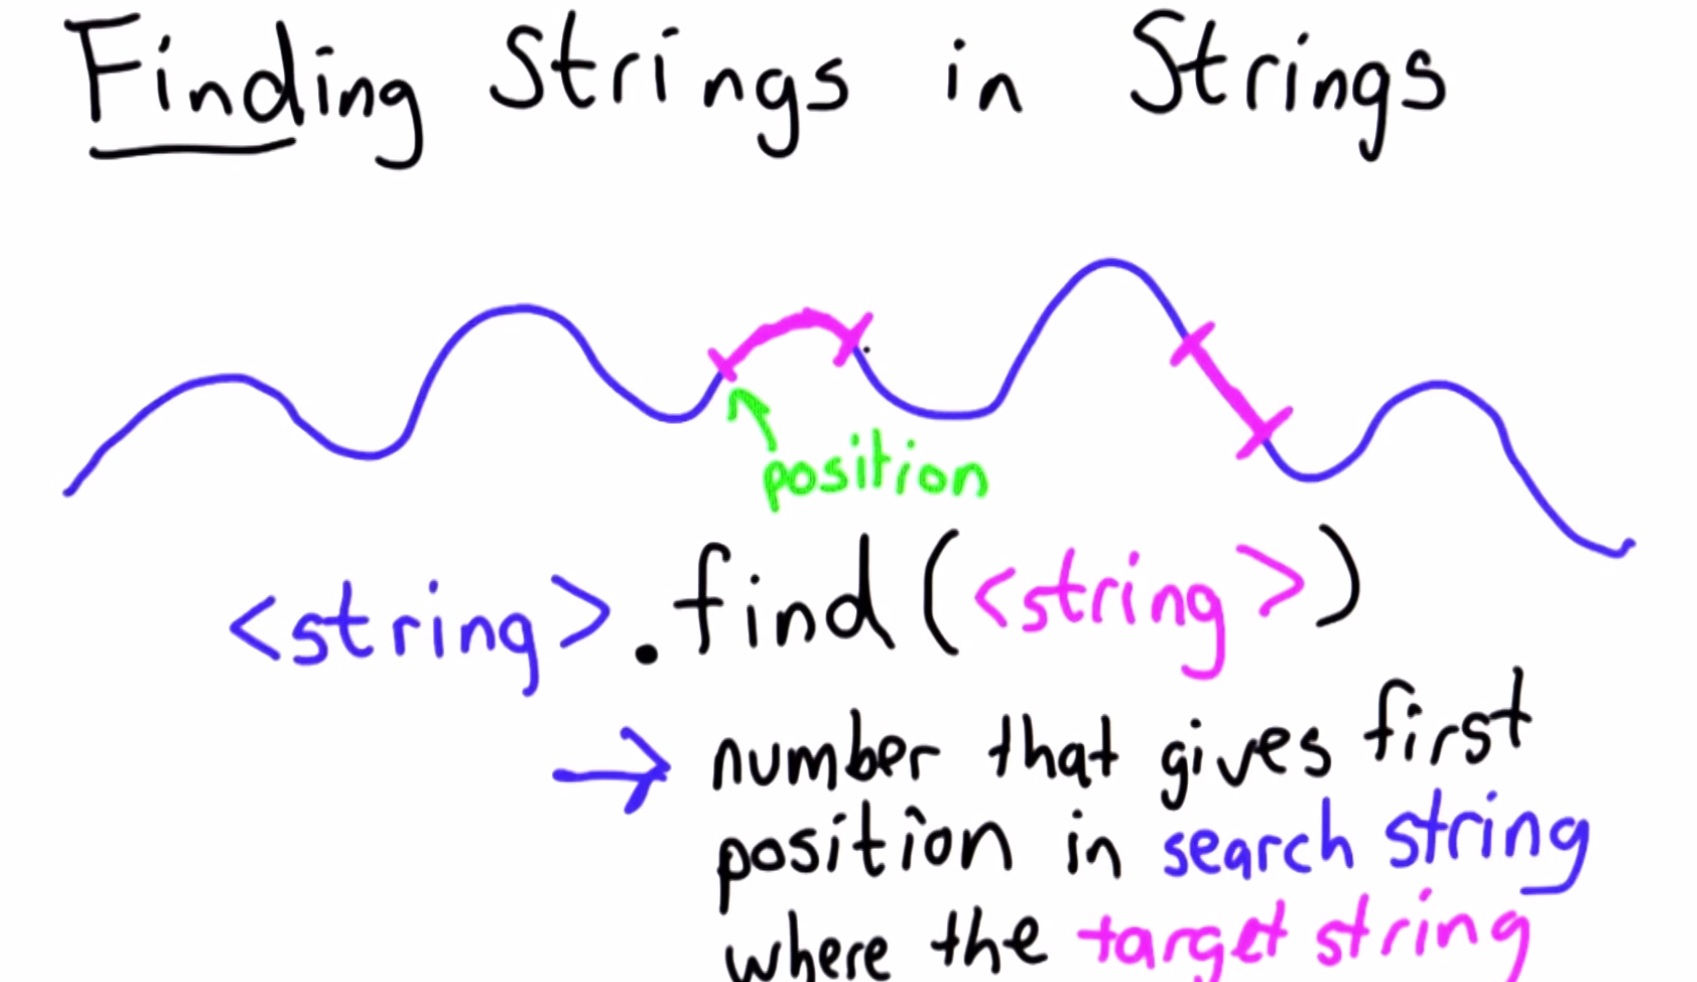 Finding Strings in Strings
position
<string>.find(<string>)
→ number that gives first
position in search string
where the target string